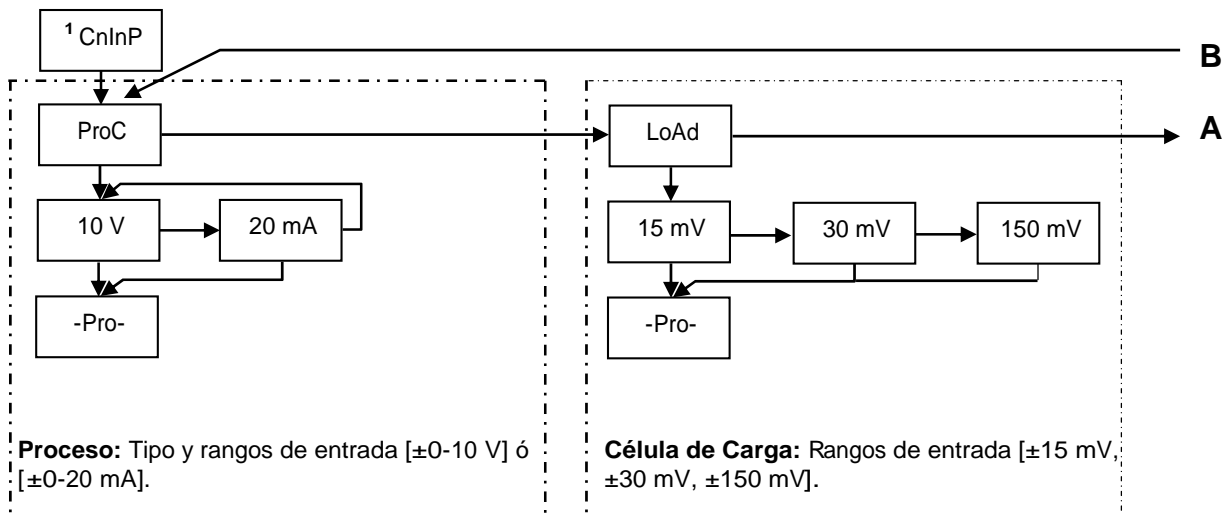 ¹ CnInP
B
ProC
LoAd
A
10 V
20 mA
15 mV
30 mV
150 mV
-Pro-
-Pro-
Proceso: Tipo y rangos de entrada [±0-10 V] ó
[±0-20 mA].
Célula de Carga: Rangos de entrada [±15 mV,
±30 mV, ±150 mV].